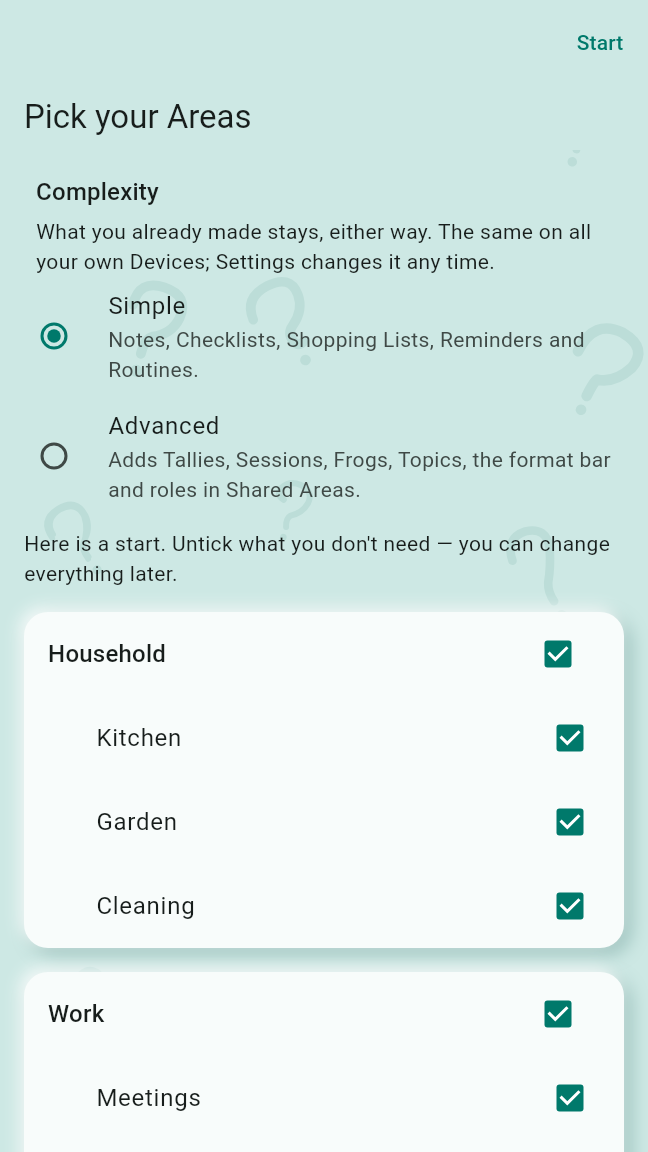 Start
Pick your Areas
Complexity
What you already made stays, either way. The same on all
your own Devices; Settings changes it any time.
Simple
Notes, Checklists, Shopping Lists, Reminders and
Routines.
Advanced
Adds Tallies, Sessions, Frogs, Topics, the format bar
and roles in Shared Areas.
Here is a start. Untick what you don't need — you can change
everything later.
Household
Kitchen
Garden
Cleaning
Work
Meetings